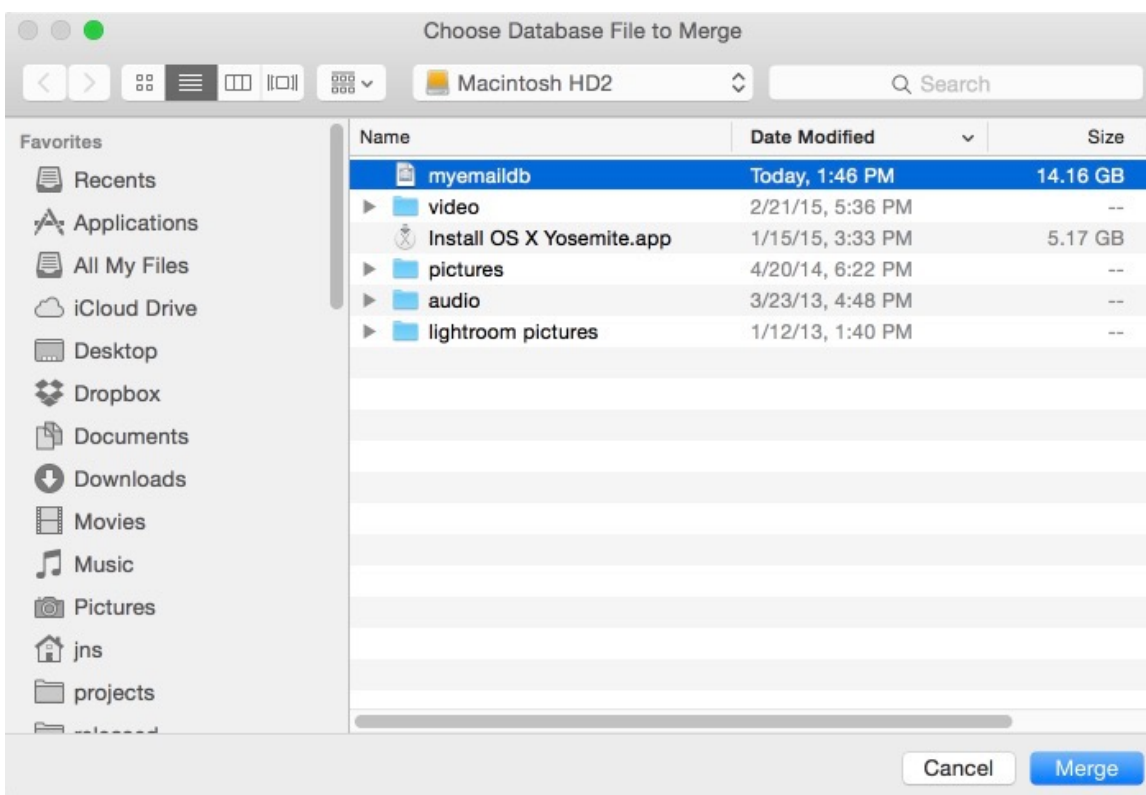 Choose Database File to Merge
Macintosh HD2
Search
Favorites
Recents
Applications
All My Files
iCloud Drive
Desktop
Dropbox
Documents
Downloads
Movies
Music
Pictures
jns
projects
Name Date Modified Size
myemaildb Today, 1:46 PM 14.16 GB
video 2/21/15, 5:36 PM --
Install OS X Yosemite.app 1/15/15, 3:33 PM 5.17 GB
pictures 4/20/14, 6:22 PM --
audio 3/23/13, 4:48 PM --
lightroom pictures 1/12/13, 1:40 PM --
Cancel Merge